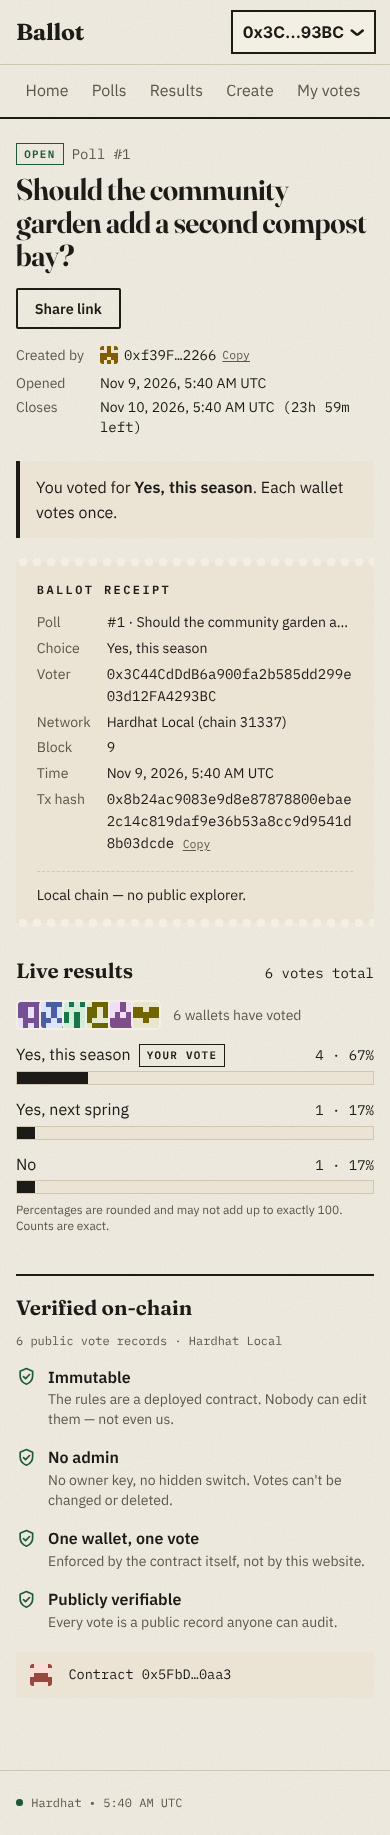 Ballot
0x3C...93BC
Home Polls Results Create My votes
OPEN Poll #1
Should the community
garden add a second compost
bay?
Share link
Created by 0xf39F…2266 Copy
Opened Nov 9, 2026, 5:40 AM UTC
Closes Nov 10, 2026, 5:40 AM UTC (23h 59m
left)
You voted for Yes, this season. Each wallet
votes once.
BALLOT RECEIPT
Poll #1 · Should the community garden a…
Choice Yes, this season
Voter 0x3C44CdDdB6a900fa2b585dd299e
03d12FA4293BC
Network Hardhat Local (chain 31337)
Block 9
Time Nov 9, 2026, 5:40 AM UTC
Tx hash 0x8b24ac9083e9d8e87878800ebae
2c14c819daf9e36b53a8cc9d9541d
8b03dcde Copy
Local chain — no public explorer.
Live results 6 votes total
6 wallets have voted
Yes, this season YOUR VOTE 4 · 67%
Yes, next spring 1 · 17%
No 1 · 17%
Percentages are rounded and may not add up to exactly 100.
Counts are exact.
Verified on-chain
6 public vote records · Hardhat Local
Immutable
The rules are a deployed contract. Nobody can edit
them — not even us.
No admin
No owner key, no hidden switch. Votes can't be
changed or deleted.
One wallet, one vote
Enforced by the contract itself, not by this website.
Publicly verifiable
Every vote is a public record anyone can audit.
Contract 0x5FbD…0aa3
Hardhat • 5:40 AM UTC